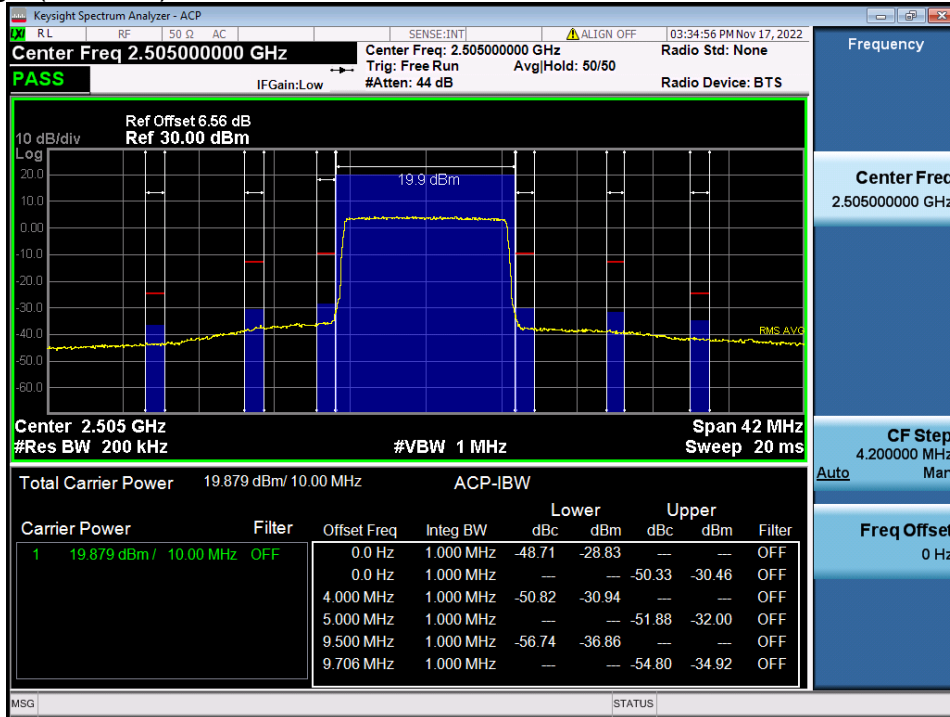 Keysight Spectrum Analyzer - ACP
LXI RL RF 50 Ω AC SENSE:INT ALIGN OFF 03:34:56 PM Nov 17, 2022
Center Freq 2.505000000 GHz
Center Freq: 2.505000000 GHz Radio Std: None
Trig: Free Run Avg|Hold: 50/50
PASS IFGain:Low #Atten: 44 dB Radio Device: BTS
Ref Offset 6.56 dB
10 dB/div Ref 30.00 dBm
Log
20.0
19.9 dBm
10.0
0.00
-10.0
-20.0
-30.0
-40.0
RMS AVG
-50.0
-60.0
Center 2.505 GHz Span 42 MHz
#Res BW 200 kHz #VBW 1 MHz Sweep 20 ms
Total Carrier Power 19.879 dBm/ 10.00 MHz ACP-IBW
Lower Upper
Carrier Power Filter Offset Freq Integ BW dBc dBm dBc dBm Filter
1 19.879 dBm / 10.00 MHz OFF 0.0 Hz 1.000 MHz -48.71 -28.83 --- --- OFF
0.0 Hz 1.000 MHz --- --- -50.33 -30.46 OFF
4.000 MHz 1.000 MHz -50.82 -30.94 --- --- OFF
5.000 MHz 1.000 MHz --- --- -51.88 -32.00 OFF
9.500 MHz 1.000 MHz -56.74 -36.86 --- --- OFF
9.706 MHz 1.000 MHz --- --- -54.80 -34.92 OFF
MSG STATUS
Frequency
Center Freq
2.505000000 GHz
CF Step
4.200000 MHz
Auto Man
Freq Offset
0 Hz